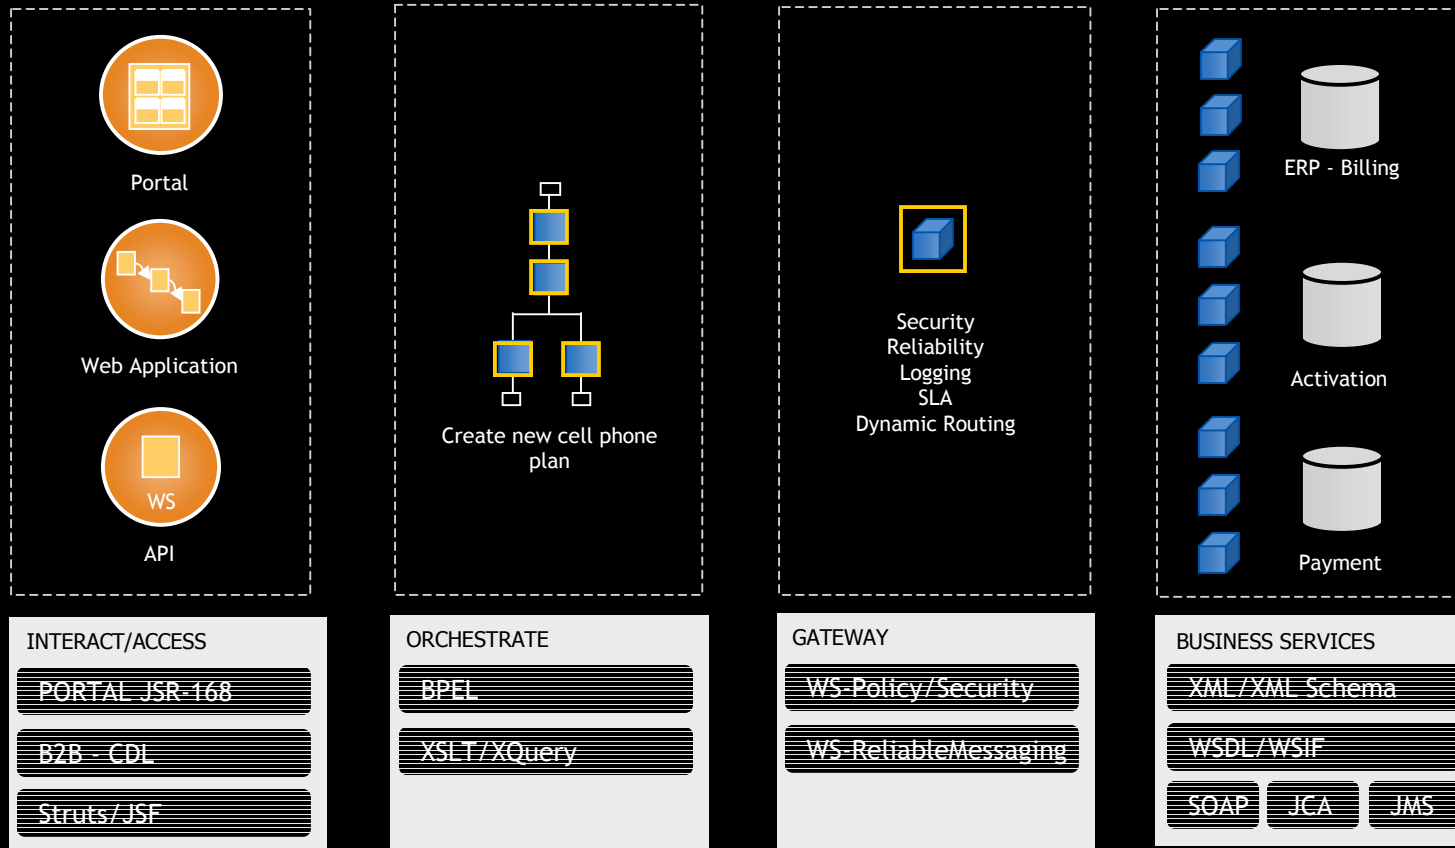 Portal
Web Application
WS
API
Create new cell phone
plan
Security
Reliability
Logging
SLA
Dynamic Routing
ERP - Billing
Activation
Payment
INTERACT/ACCESS
PORTAL JSR-168
B2B - CDL
Struts/JSF
ORCHESTRATE
BPEL
XSLT/XQuery
GATEWAY
WS-Policy/Security
WS-ReliableMessaging
BUSINESS SERVICES
XML/XML Schema
WSDL/WSIF
SOAP JCA JMS